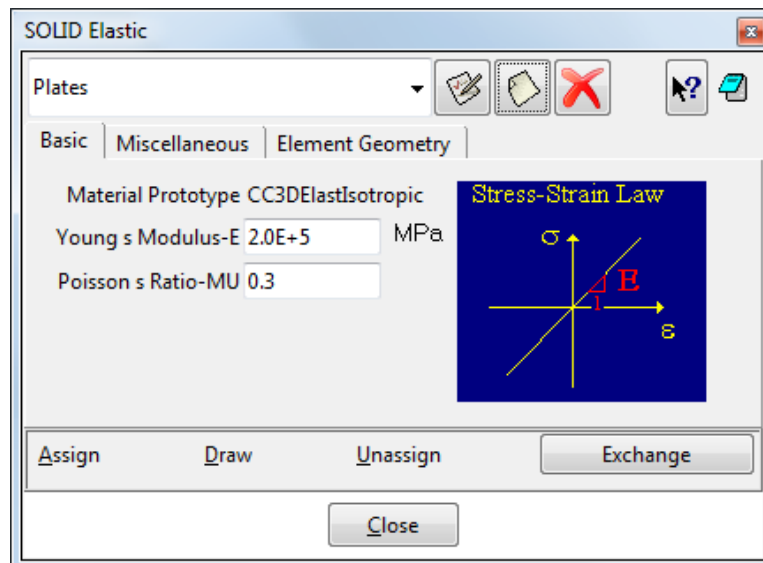 SOLID Elastic
Plates
Basic Miscellaneous Element Geometry
Material Prototype CC3DElastIsotropic
Young s Modulus-E 2.0E+5 MPa
Poisson s Ratio-MU 0.3
Stress-Strain Law
σ
E
1
ε
Assign Draw Unassign Exchange
Close